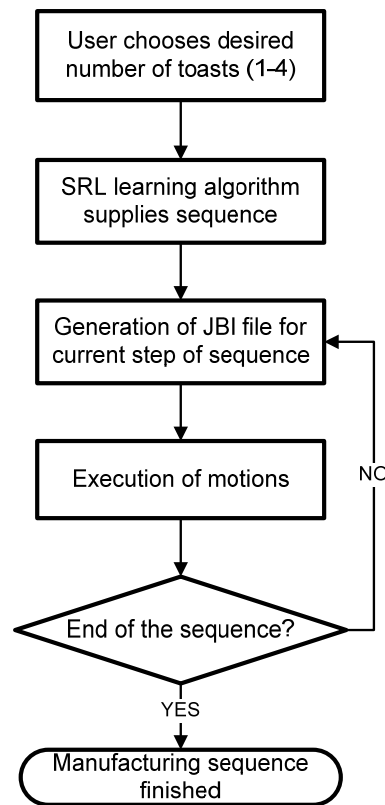 User chooses desired
number of toasts (1–4)
SRL learning algorithm
supplies sequence
Generation of JBI file for
current step of sequence
Execution of motions
NO
End of the sequence?
YES
Manufacturing sequence
finished